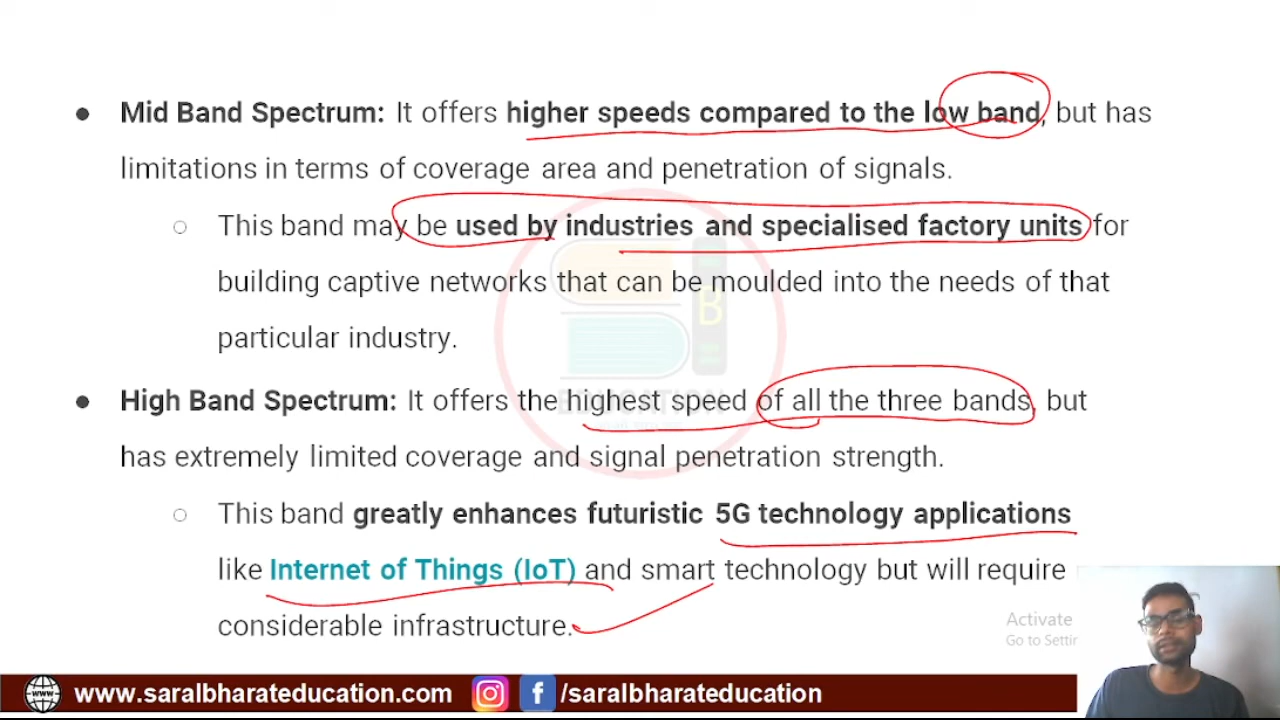 ● Mid Band Spectrum: It offers higher speeds compared to the low band, but has
limitations in terms of coverage area and penetration of signals.
○ This band may be used by industries and specialised factory units for
building captive networks that can be moulded into the needs of that
particular industry.
EDUCATION
● High Band Spectrum: It offers the highest speed of all the three bands, but
has extremely limited coverage and signal penetration strength.
○ This band greatly enhances futuristic 5G technology applications
like Internet of Things (IoT) and smart technology but will require
considerable infrastructure.
Activate
Go to Settin
www.saralbharateducation.com /saralbharateducation